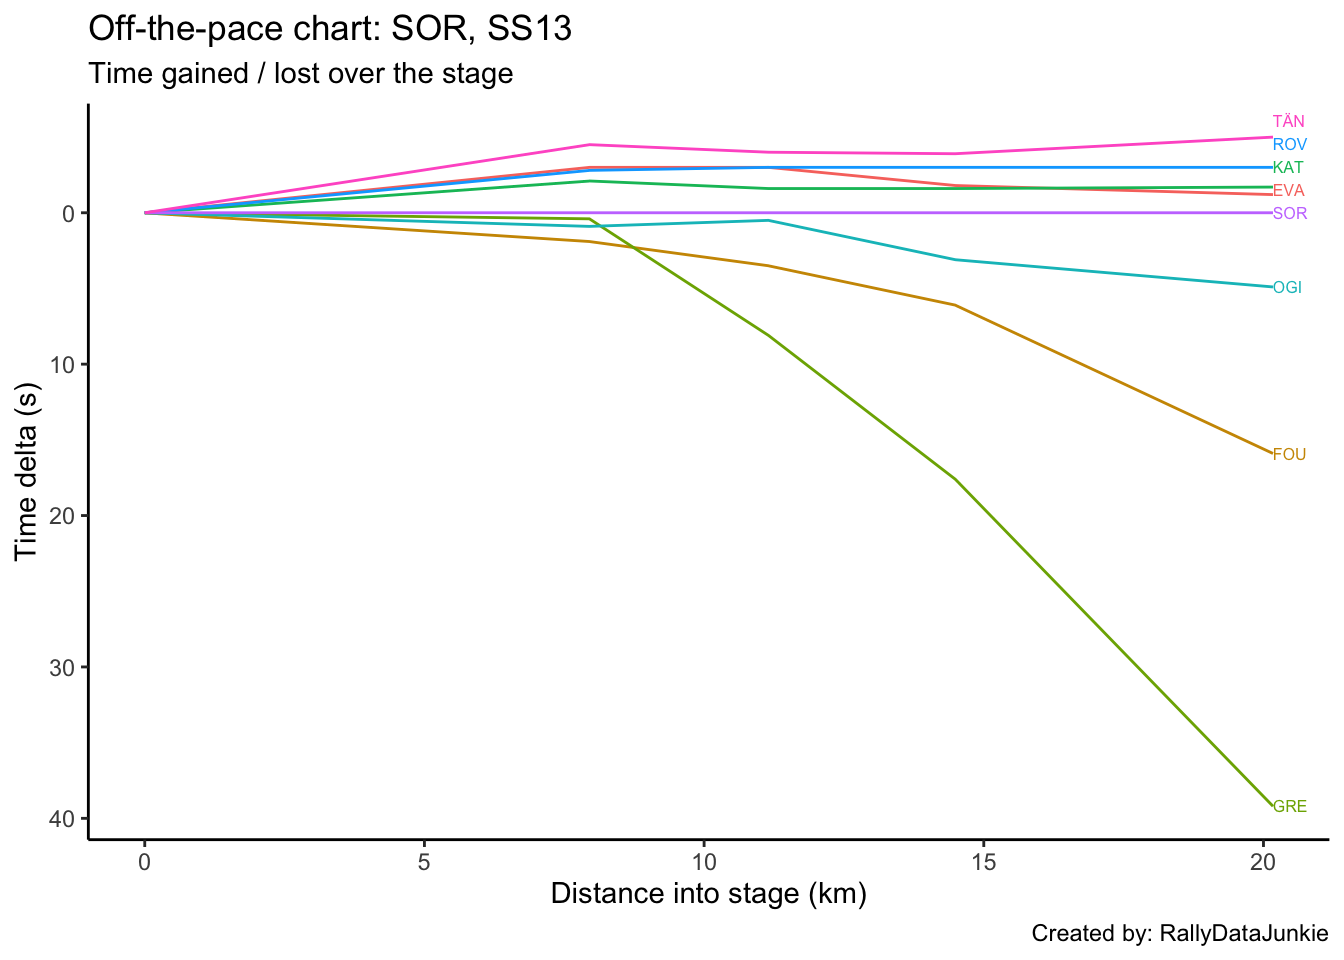 Off-the-pace chart: SOR, SS13
Time gained / lost over the stage
TÄN
ROV
KAT
EVA
SOR
OGI
FOU
GRE
0
10
20
30
40
Time delta (s)
0 5 10 15 20
Distance into stage (km)
Created by: RallyDataJunkie